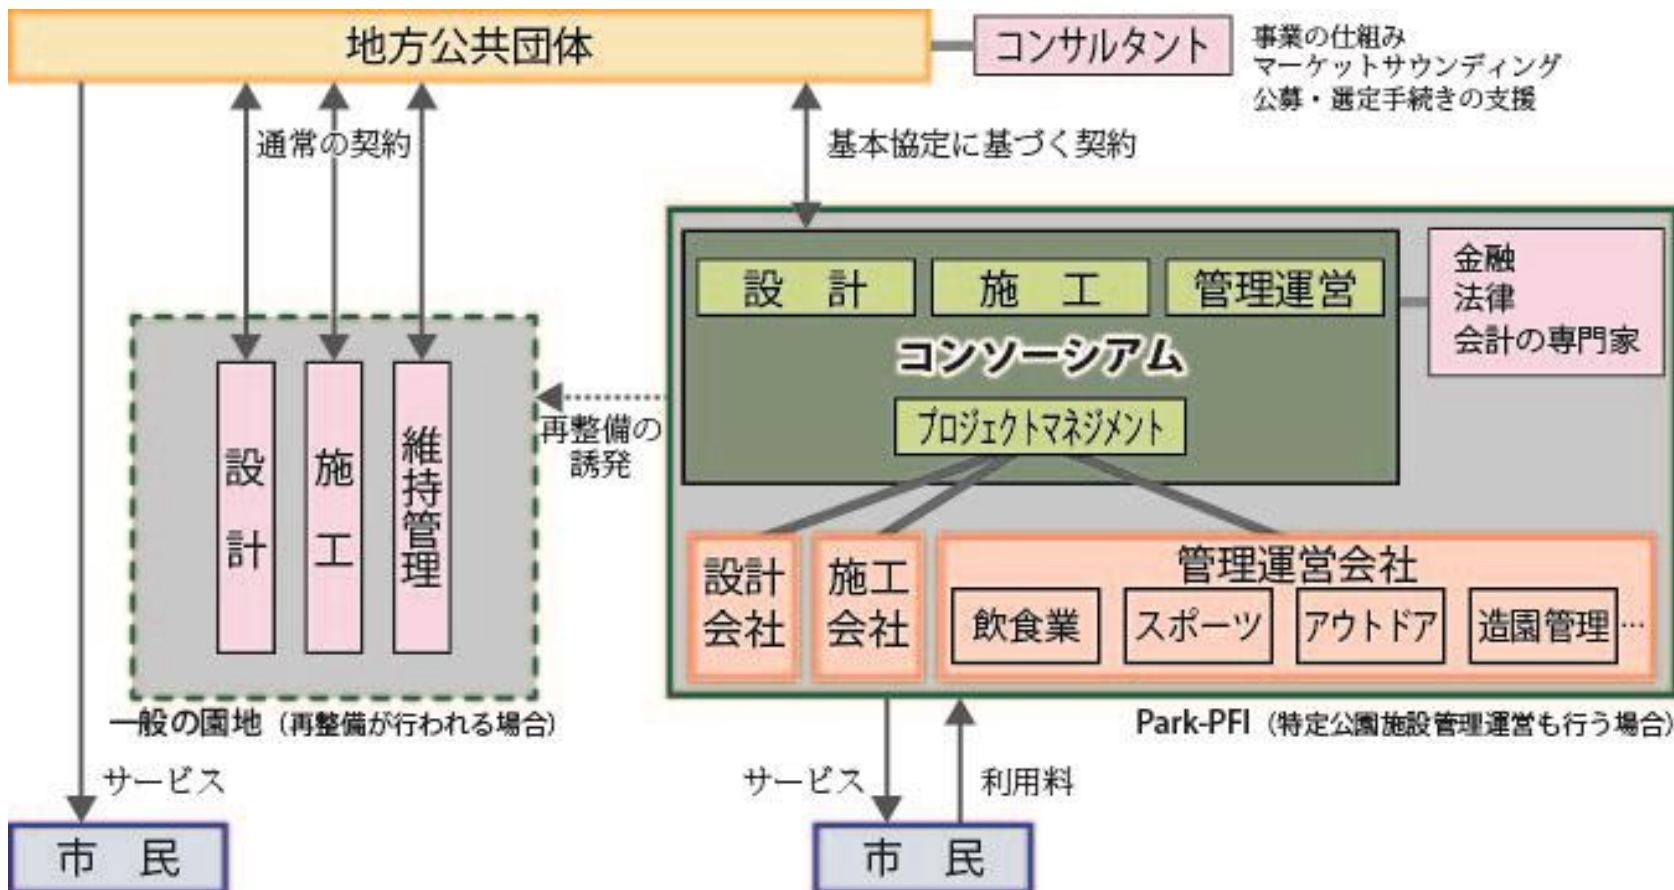 地方公共団体
コンサルタント
事業の仕組み
マーケットサウンディング
公募・選定手続きの支援
通常の契約
基本協定に基づく契約
設計
施工
維持管理
一般の園地（再整備が行われる場合）
再整備の
誘発
設　計
施　工
管理運営
コンソーシアム
プロジェクトマネジメント
金融
法律
会計の専門家
設計
会社
施工
会社
管理運営会社
飲食業
スポーツ
アウトドア
造園管理
…
Park-PFI（特定公園施設管理運営も行う場合）
サービス
サービス
利用料
市　民
市　民